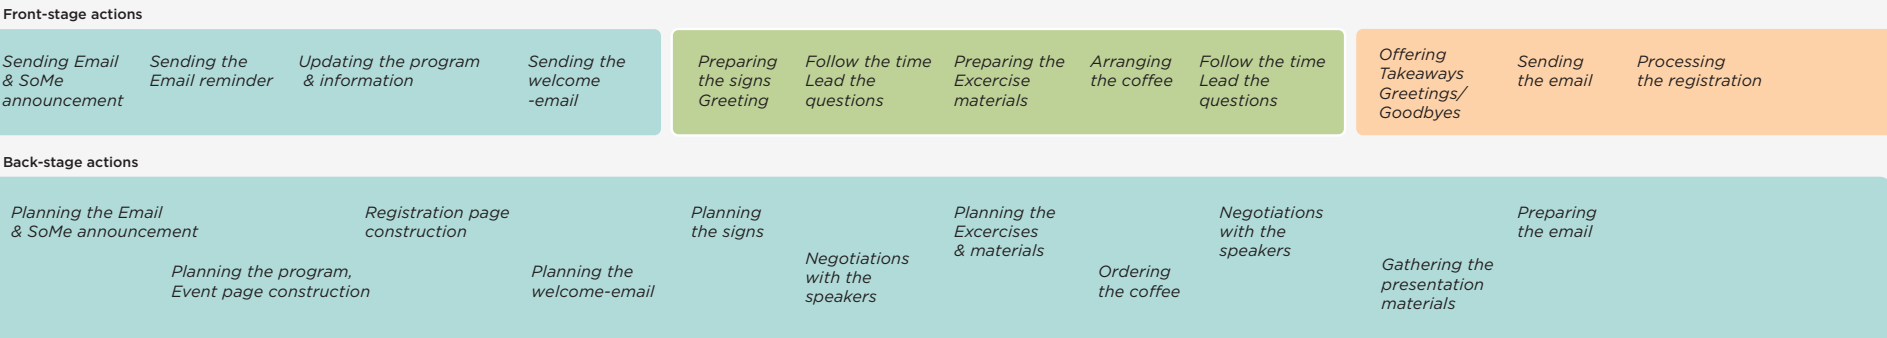 Front-stage actions
Sending Email
& SoMe
announcement
Sending the
Email reminder
Updating the program
& information
Sending the
welcome
-email
Preparing
the signs
Greeting
Follow the time
Lead the
questions
Preparing the
Excercise
materials
Arranging
the coffee
Follow the time
Lead the
questions
Offering
Takeaways
Greetings/
Goodbyes
Sending
the email
Processing
the registration
Back-stage actions
Planning the Email
& SoMe announcement
Planning the program,
Event page construction
Registration page
construction
Planning the
welcome-email
Planning
the signs
Negotiations
with the
speakers
Planning the
Excercises
& materials
Ordering
the coffee
Negotiations
with the
speakers
Gathering the
presentation
materials
Preparing
the email